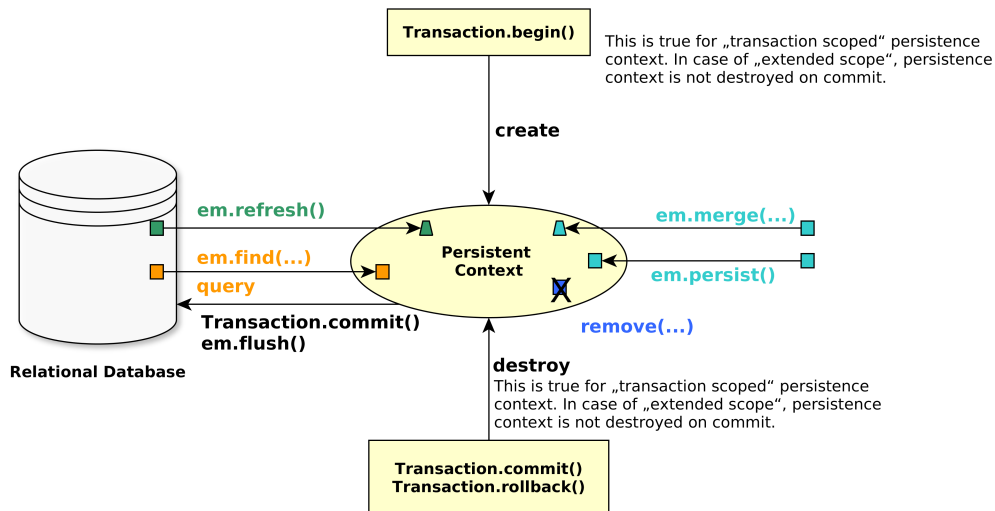 Transaction.begin()
This is true for „transaction scoped“ persistence
context. In case of „extended scope“, persistence
context is not destroyed on commit.
create
em.refresh()
em.merge(...)
Persistent
Context
em.find(...)
query
em.persist()
Transaction.commit()
em.flush()
remove(...)
Relational Database
destroy
This is true for „transaction scoped“ persistence
context. In case of „extended scope“, persistence
context is not destroyed on commit.
Transaction.commit()
Transaction.rollback()